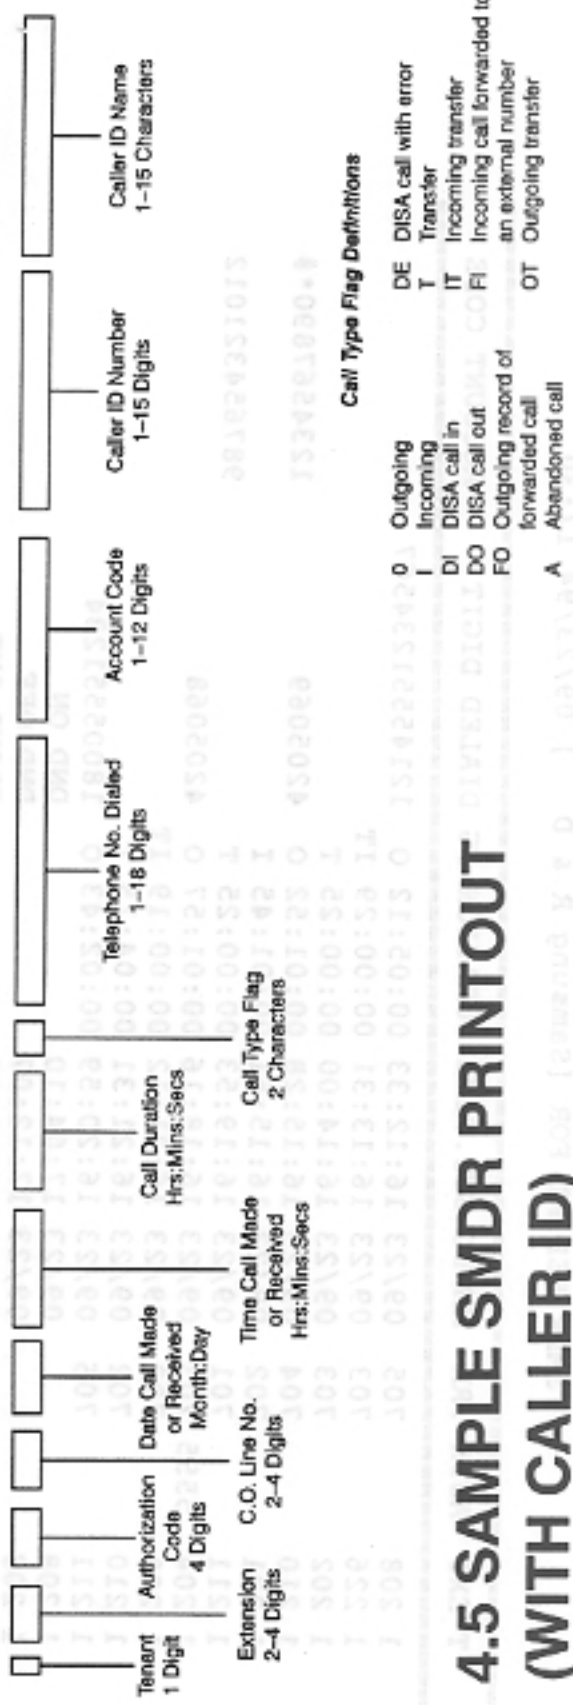 Tenant
1 Digit
Extension
2–4 Digits
Authorization
Code
4 Digits
C.O. Line No.
2–4 Digits
Date Call Made
or Received
Month:Day
Time Call Made
or Received
Hrs:Mins:Secs
Call Duration
Hrs:Mins:Secs
Call Type Flag
2 Characters
Telephone No. Dialed
1–18 Digits
Account Code
1–12 Digits
Caller ID Number
1–15 Digits
Caller ID Name
1–15 Characters
Call Type Flag Definitions
O Outgoing
I Incoming
DI DISA call in
DO DISA call out
FO Outgoing record of
forwarded call
A Abandoned call
DE DISA call with error
T Transfer
IT Incoming transfer
FI Incoming call forwarded to
an external number
OT Outgoing transfer
4.5 SAMPLE SMDR PRINTOUT
(WITH CALLER ID)